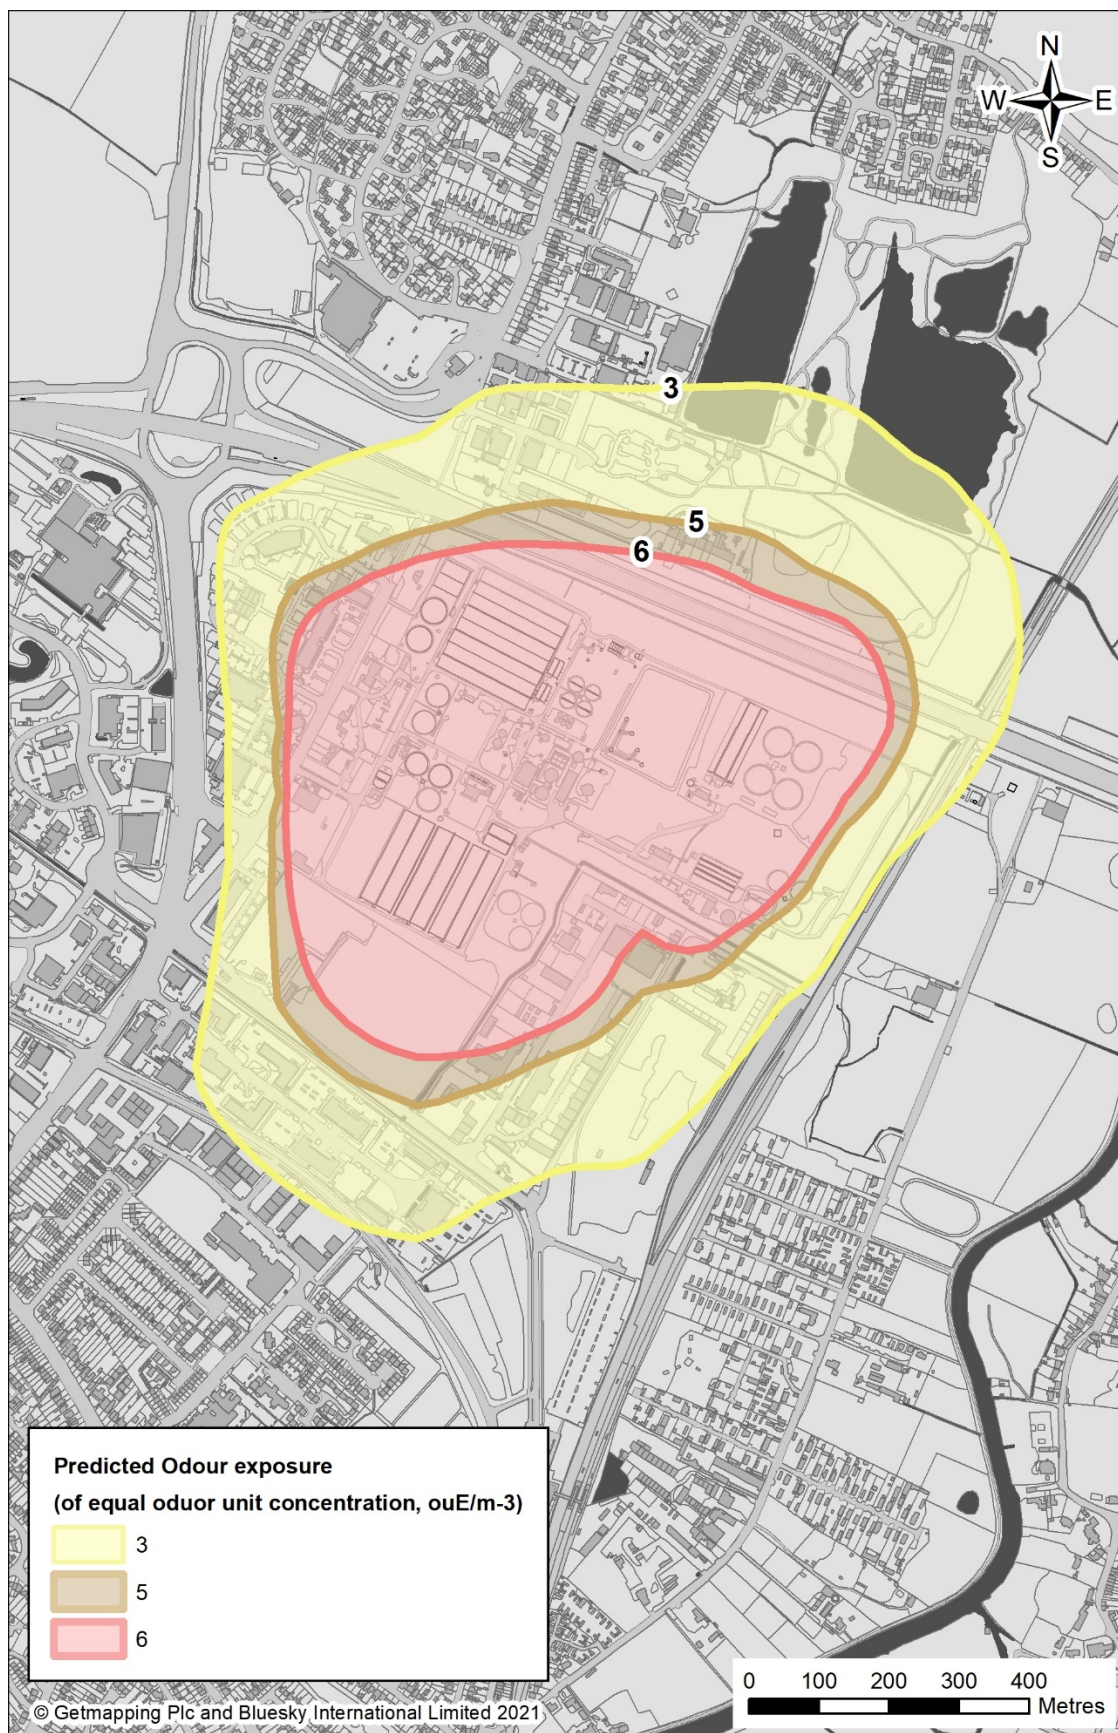 N
W E
S
3
5
6
Predicted Odour exposure
(of equal oduor unit concentration, ouE/m-3)
3
5
6
© Getmapping Plc and Bluesky International Limited 2021
0 100 200 300 400
Metres